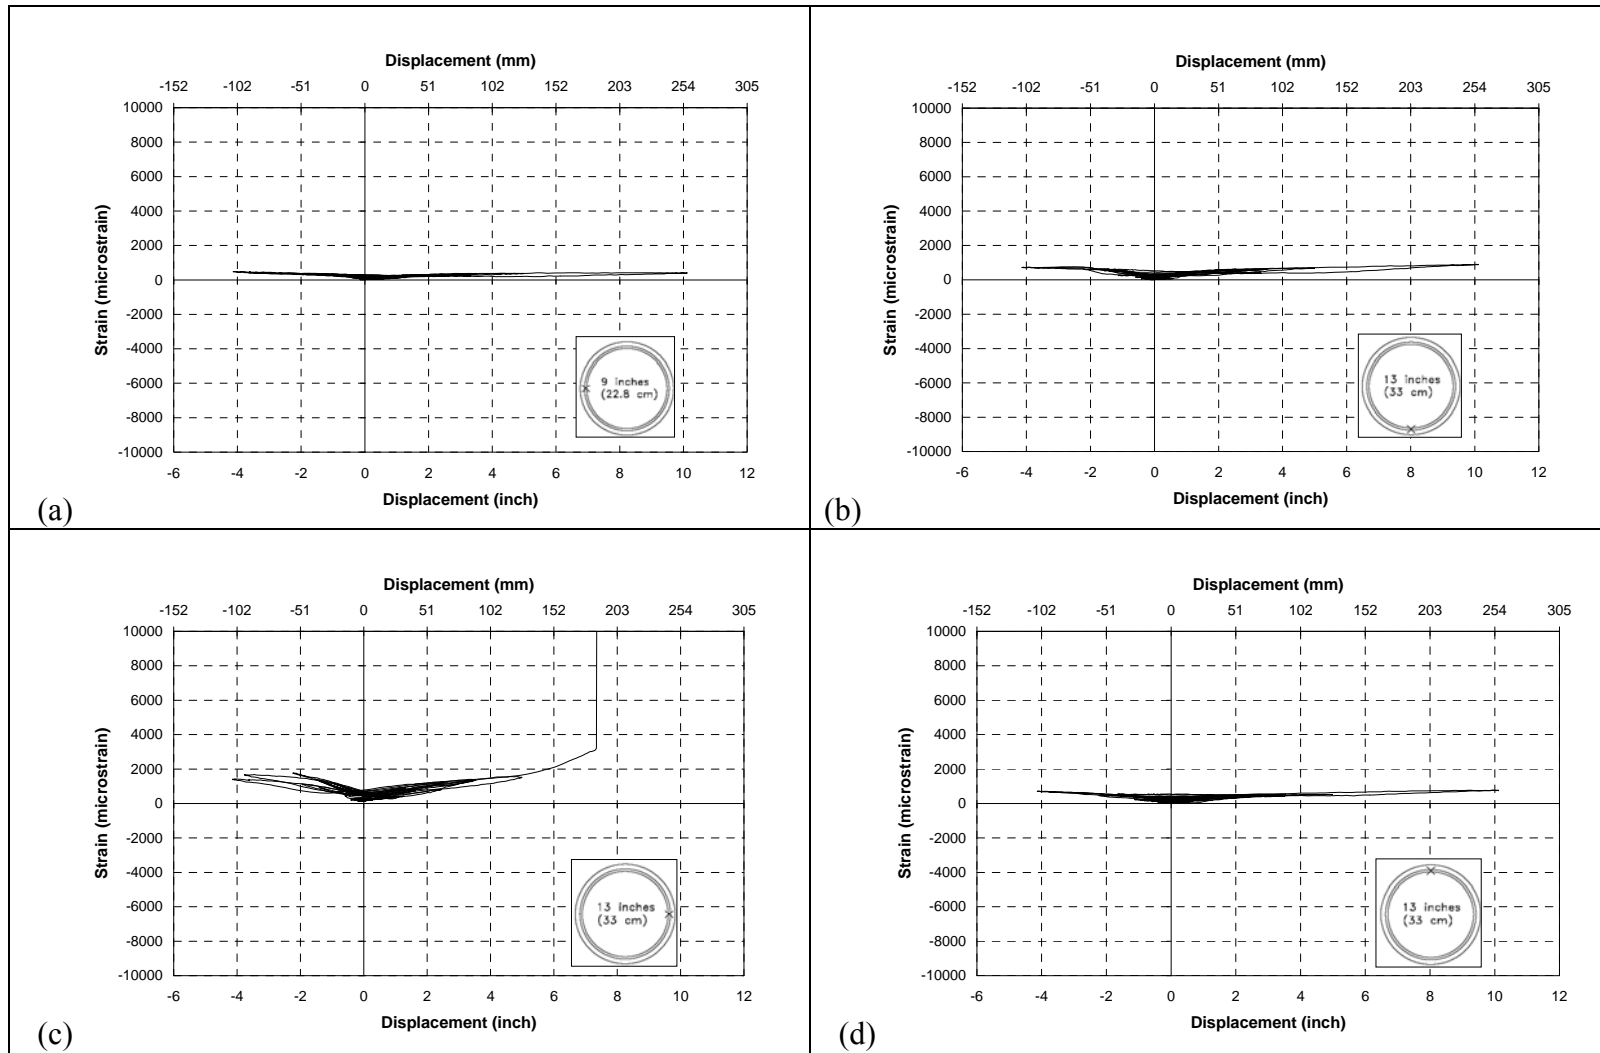 Displacement (mm)
-152 -102 -51 0 51 102 152 203 254 305
10000
8000
6000
4000
2000
0
-2000
-4000
-6000
-8000
-10000
Strain (microstrain)
9 inches
(22.8 cm)
-6 -4 -2 0 2 4 6 8 10 12
Displacement (inch)
(a)
Displacement (mm)
-152 -102 -51 0 51 102 152 203 254 305
10000
8000
6000
4000
2000
0
-2000
-4000
-6000
-8000
-10000
Strain (microstrain)
13 inches
(33 cm)
-6 -4 -2 0 2 4 6 8 10 12
Displacement (inch)
(b)
Displacement (mm)
-152 -102 -51 0 51 102 152 203 254 305
10000
8000
6000
4000
2000
0
-2000
-4000
-6000
-8000
-10000
Strain (microstrain)
13 inches
(33 cm)
-6 -4 -2 0 2 4 6 8 10 12
Displacement (inch)
(c)
Displacement (mm)
-152 -102 -51 0 51 102 152 203 254 305
10000
8000
6000
4000
2000
0
-2000
-4000
-6000
-8000
-10000
Strain (microstrain)
13 inches
(33 cm)
-6 -4 -2 0 2 4 6 8 10 12
Displacement (inch)
(d)